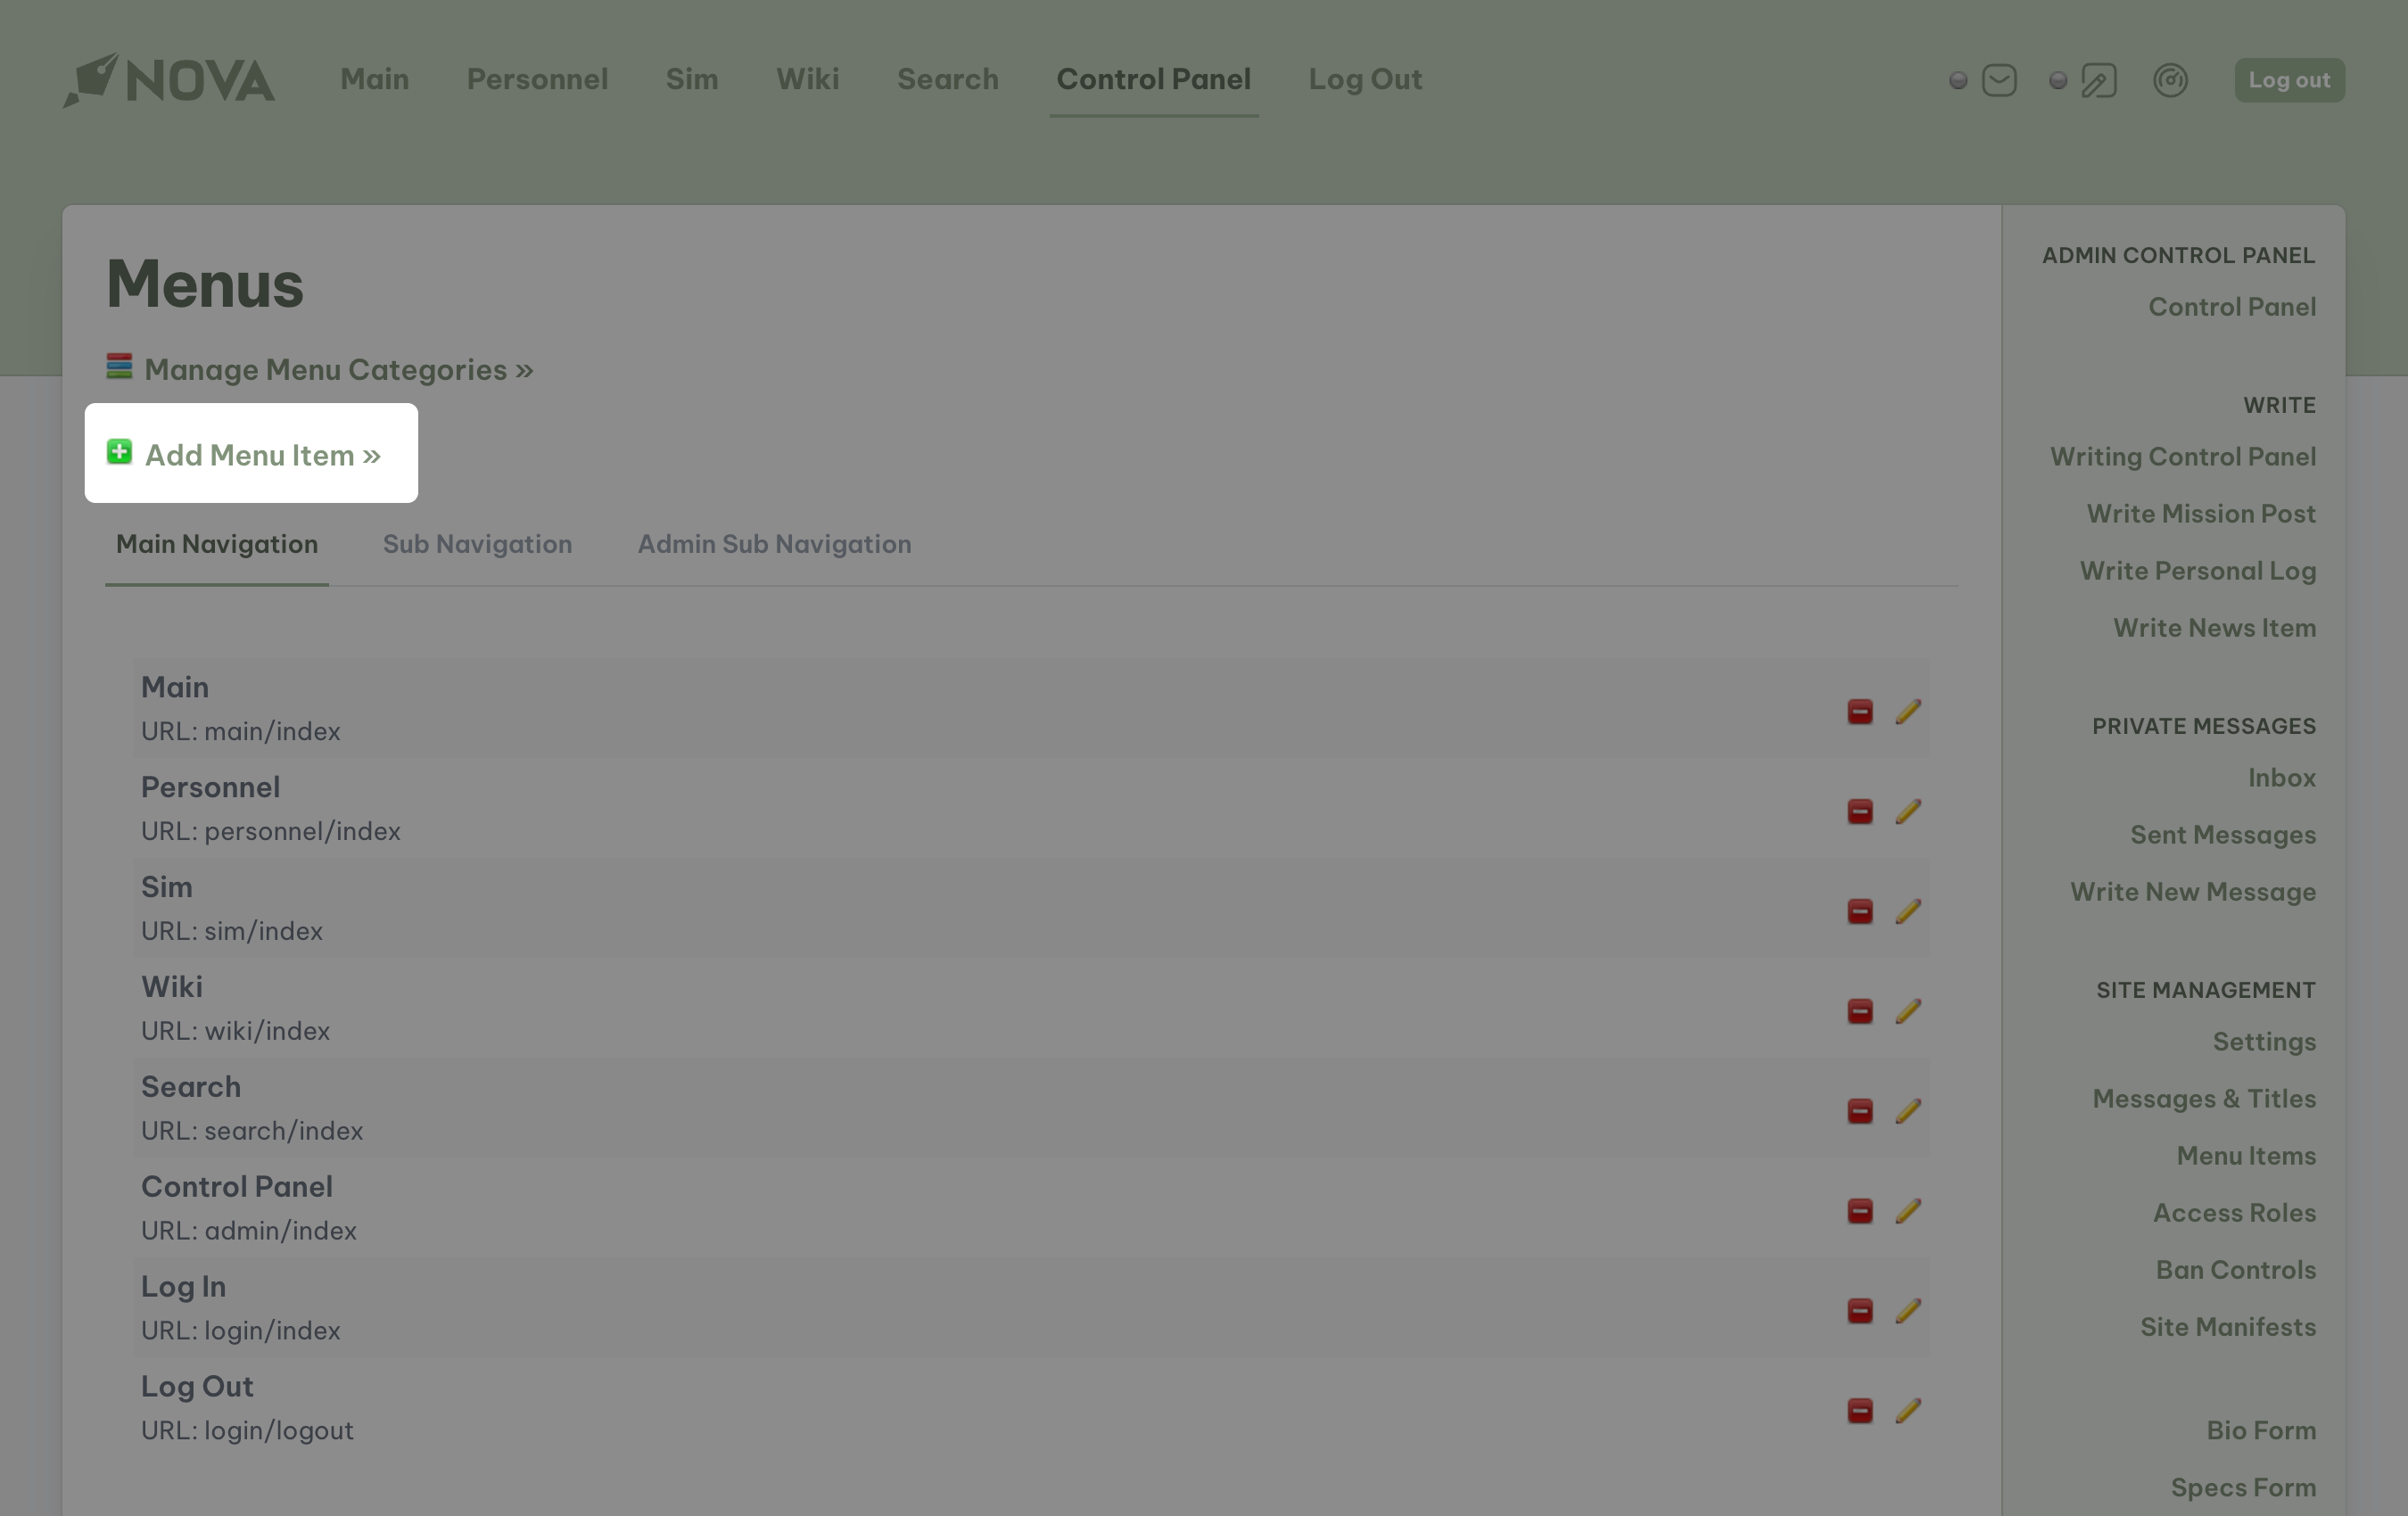 NOVA Main Personnel Sim Wiki Search Control Panel Log Out Log out
Menus
Manage Menu Categories »
Add Menu Item »
Main Navigation Sub Navigation Admin Sub Navigation
Main
URL: main/index
Personnel
URL: personnel/index
Sim
URL: sim/index
Wiki
URL: wiki/index
Search
URL: search/index
Control Panel
URL: admin/index
Log In
URL: login/index
Log Out
URL: login/logout
ADMIN CONTROL PANEL
Control Panel
WRITE
Writing Control Panel
Write Mission Post
Write Personal Log
Write News Item
PRIVATE MESSAGES
Inbox
Sent Messages
Write New Message
SITE MANAGEMENT
Settings
Messages & Titles
Menu Items
Access Roles
Ban Controls
Site Manifests
Bio Form
Specs Form